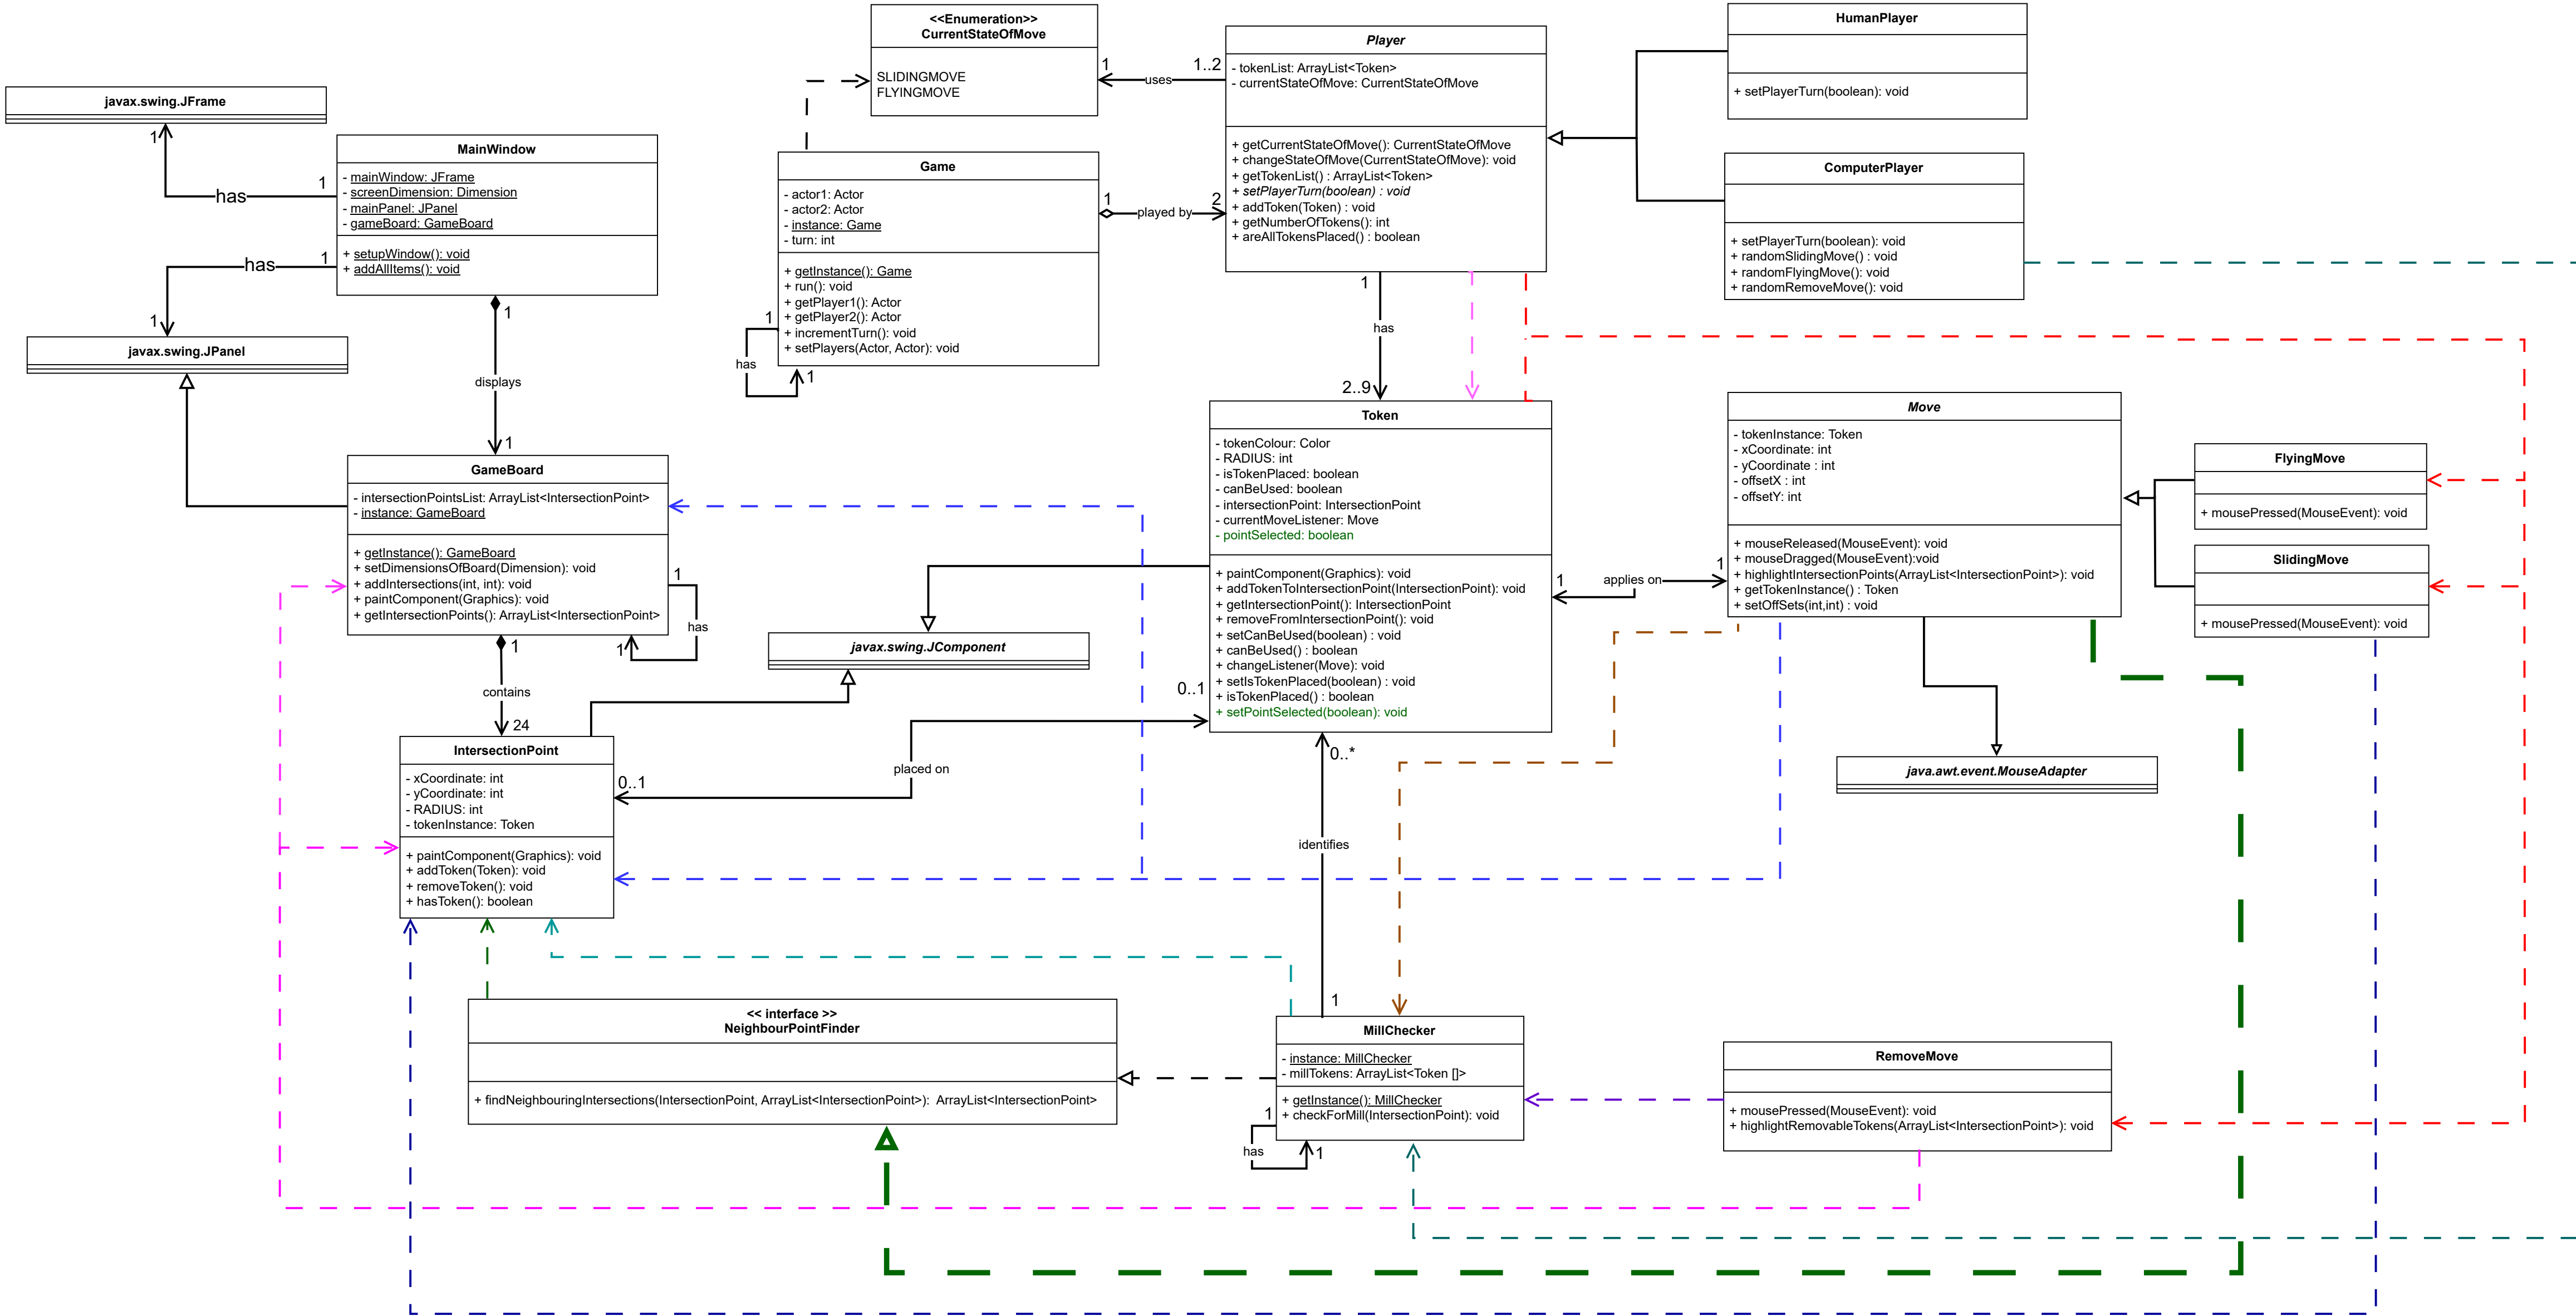 <<Enumeration>>
CurrentStateOfMove
SLIDINGMOVE
FLYINGMOVE
1
uses
1..2
Player
- tokenList: ArrayList<Token>
- currentStateOfMove: CurrentStateOfMove
+ getCurrentStateOfMove(): CurrentStateOfMove
+ changeStateOfMove(CurrentStateOfMove): void
+ getTokenList() : ArrayList<Token>
+ setPlayerTurn(boolean) : void
+ addToken(Token) : void
+ getNumberOfTokens(): int
+ areAllTokensPlaced() : boolean
HumanPlayer
+ setPlayerTurn(boolean): void
ComputerPlayer
+ setPlayerTurn(boolean): void
+ randomSlidingMove() : void
+ randomFlyingMove(): void
+ randomRemoveMove(): void
javax.swing.JFrame
1
has
1
MainWindow
- mainWindow: JFrame
- screenDimension: Dimension
- mainPanel: JPanel
- gameBoard: GameBoard
+ setupWindow(): void
+ addAllItems(): void
has
1
1
javax.swing.JPanel
1
displays
1
Game
- actor1: Actor
- actor2: Actor
- instance: Game
- turn: int
+ getInstance(): Game
+ run(): void
+ getPlayer1(): Actor
+ getPlayer2(): Actor
+ incrementTurn(): void
+ setPlayers(Actor, Actor): void
1
has
1
1
played by
2
1
has
2..9
GameBoard
- intersectionPointsList: ArrayList<IntersectionPoint>
- instance: GameBoard
+ getInstance(): GameBoard
+ setDimensionsOfBoard(Dimension): void
+ addIntersections(int, int): void
+ paintComponent(Graphics): void
+ getIntersectionPoints(): ArrayList<IntersectionPoint>
1
has
1
1
contains
24
Token
- tokenColour: Color
- RADIUS: int
- isTokenPlaced: boolean
- canBeUsed: boolean
- intersectionPoint: IntersectionPoint
- currentMoveListener: Move
- pointSelected: boolean
+ paintComponent(Graphics): void
+ addTokenToIntersectionPoint(IntersectionPoint): void
+ getIntersectionPoint(): IntersectionPoint
+ removeFromIntersectionPoint(): void
+ setCanBeUsed(boolean) : void
+ canBeUsed() : boolean
+ changeListener(Move): void
+ setIsTokenPlaced(boolean) : void
+ isTokenPlaced() : boolean
+ setPointSelected(boolean): void
1
applies on
1
Move
- tokenInstance: Token
- xCoordinate: int
- yCoordinate : int
- offsetX : int
- offsetY: int
+ mouseReleased(MouseEvent): void
+ mouseDragged(MouseEvent):void
+ highlightIntersectionPoints(ArrayList<IntersectionPoint>): void
+ getTokenInstance() : Token
+ setOffSets(int,int) : void
FlyingMove
+ mousePressed(MouseEvent): void
SlidingMove
+ mousePressed(MouseEvent): void
javax.swing.JComponent
java.awt.event.MouseAdapter
IntersectionPoint
- xCoordinate: int
- yCoordinate: int
- RADIUS: int
- tokenInstance: Token
+ paintComponent(Graphics): void
+ addToken(Token): void
+ removeToken(): void
+ hasToken(): boolean
0..1
placed on
0..1
0..*
identifies
1
<< interface >>
NeighbourPointFinder
+ findNeighbouringIntersections(IntersectionPoint, ArrayList<IntersectionPoint>):  ArrayList<IntersectionPoint>
MillChecker
- instance: MillChecker
- millTokens: ArrayList<Token []>
+ getInstance(): MillChecker
+ checkForMill(IntersectionPoint): void
1
has
1
RemoveMove
+ mousePressed(MouseEvent): void
+ highlightRemovableTokens(ArrayList<IntersectionPoint>): void